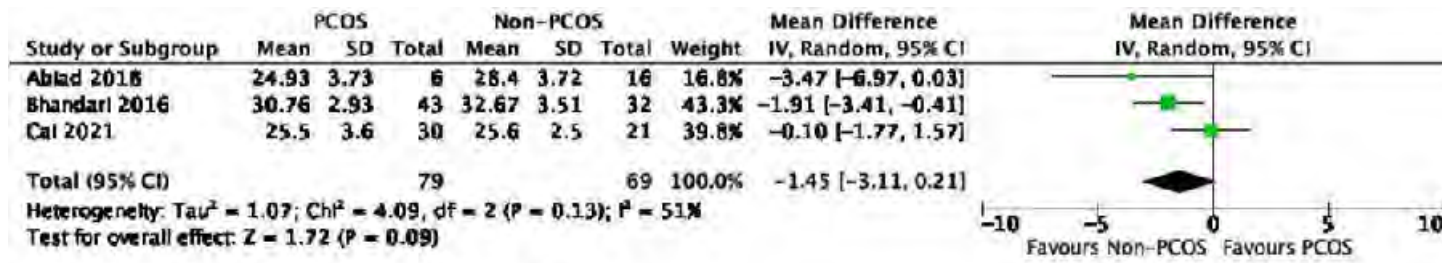 PCOS Non-PCOS Mean Difference Mean Difference
Study or Subgroup Mean SD Total Mean SD Total Weight IV, Random, 95% CI IV, Random, 95% CI
Abiad 2018 24.93 3.73 6 28.4 3.72 16 16.8% −3.47 [−6.97, 0.03]
Bhandari 2016 30.76 2.93 43 32.67 3.51 32 43.3% −1.91 [−3.41, −0.41]
Cai 2021 25.5 3.6 30 25.6 2.5 21 39.8% −0.10 [−1.77, 1.57]
Total (95% CI) 79 69 100.0% −1.45 [−3.11, 0.21]
Heterogeneity: Tau² = 1.07; Chi² = 4.09, df = 2 (P = 0.13); I² = 51%
Test for overall effect: Z = 1.72 (P = 0.09)
−10 −5 0 5 10
Favours Non-PCOS Favours PCOS